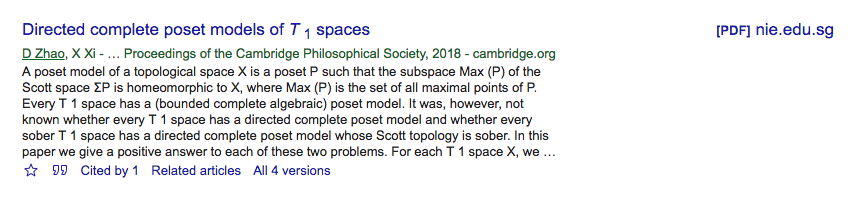 Directed complete poset models of T 1 spaces [PDF] nie.edu.sg
D Zhao, X Xi - … Proceedings of the Cambridge Philosophical Society, 2018 - cambridge.org
A poset model of a topological space X is a poset P such that the subspace Max (P) of the
Scott space ΣP is homeomorphic to X, where Max (P) is the set of all maximal points of P.
Every T 1 space has a (bounded complete algebraic) poset model. It was, however, not
known whether every T 1 space has a directed complete poset model and whether every
sober T 1 space has a directed complete poset model whose Scott topology is sober. In this
paper we give a positive answer to each of these two problems. For each T 1 space X, we …
Cited by 1 Related articles All 4 versions